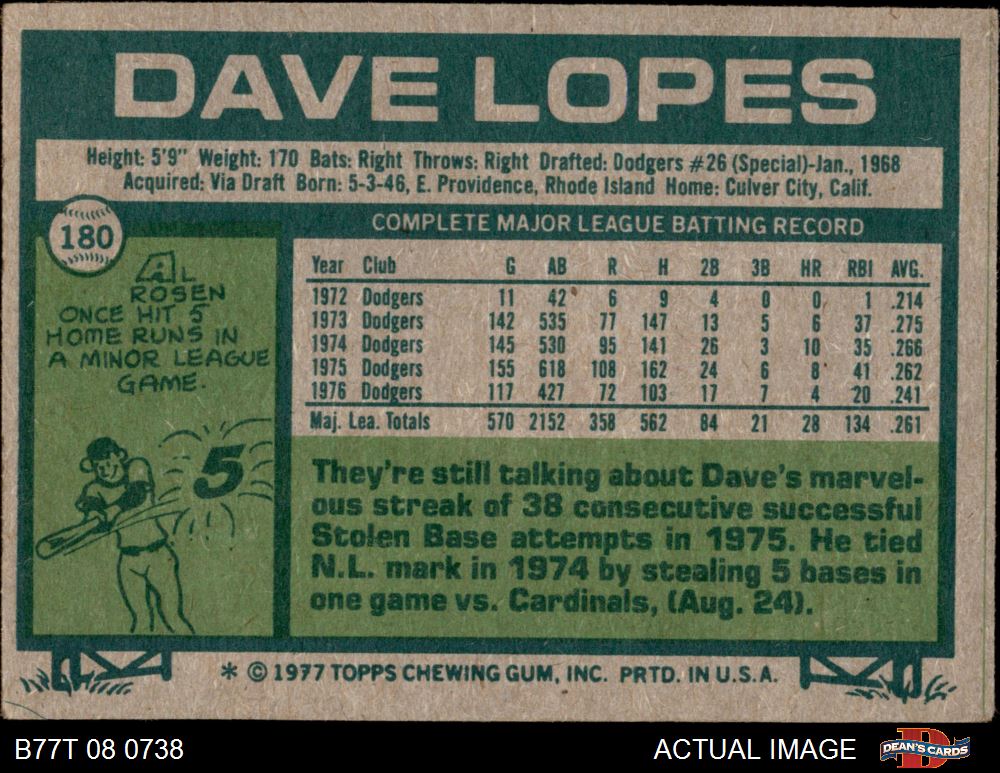 DAVE LOPES
Height: 5'9" Weight: 170 Bats: Right Throws: Right Drafted: Dodgers #26 (Special)-Jan., 1968
Acquired: Via Draft Born: 5-3-46, E. Providence, Rhode Island Home: Culver City, Calif.
180
AL
ROSEN
ONCE HIT 5
HOME RUNS IN
A MINOR LEAGUE
GAME.
5
COMPLETE MAJOR LEAGUE BATTING RECORD
Year Club G AB R H 2B 3B HR RBI AVG.
1972 Dodgers 11 42 6 9 4 0 0 1 .214
1973 Dodgers 142 535 77 147 13 5 6 37 .275
1974 Dodgers 145 530 95 141 26 3 10 35 .266
1975 Dodgers 155 618 108 162 24 6 8 41 .262
1976 Dodgers 117 427 72 103 17 7 4 20 .241
Maj. Lea. Totals 570 2152 358 562 84 21 28 134 .261
They're still talking about Dave's marvel-
ous streak of 38 consecutive successful
Stolen Base attempts in 1975. He tied
N.L. mark in 1974 by stealing 5 bases in
one game vs. Cardinals, (Aug. 24).
* © 1977 TOPPS CHEWING GUM, INC. PRTD. IN U.S.A.
B77T 08 0738
ACTUAL IMAGE
DEAN'S CARDS